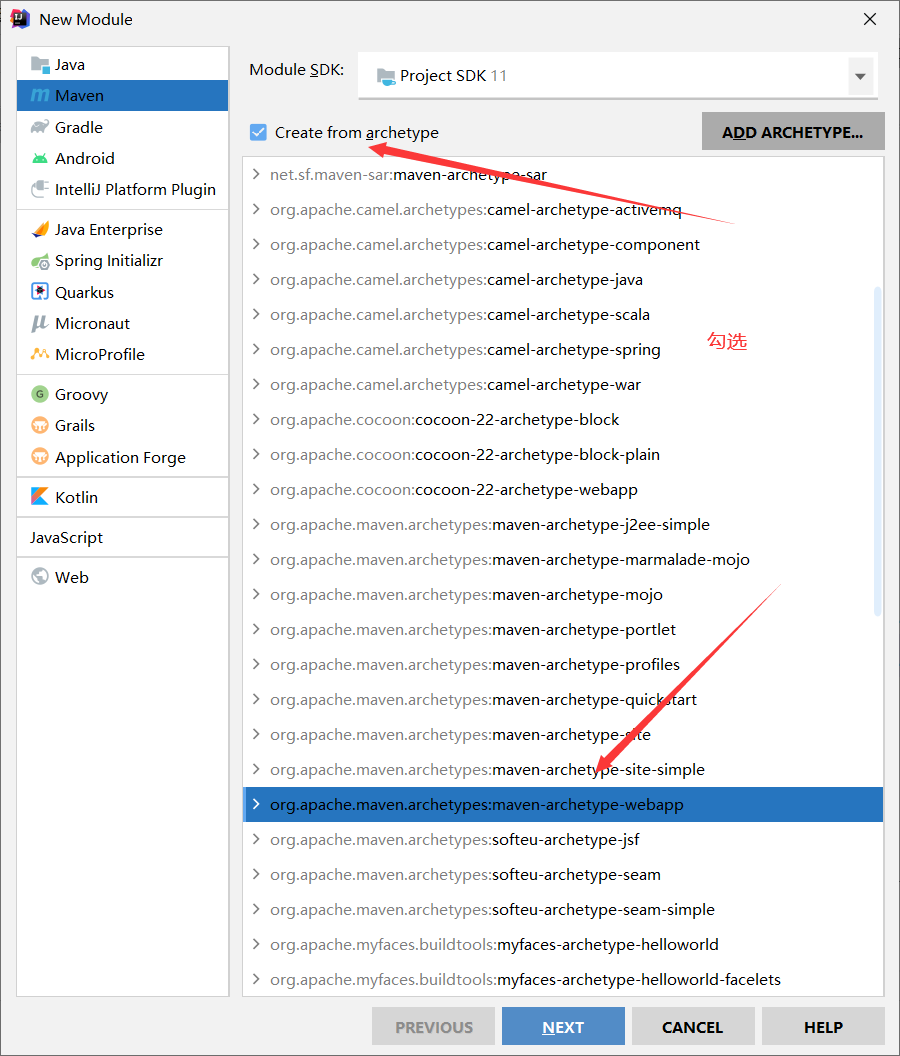 New Module
Java
Maven
Gradle
Android
IntelliJ Platform Plugin
Java Enterprise
Spring Initializr
Quarkus
Micronaut
MicroProfile
Groovy
Grails
Application Forge
Kotlin
JavaScript
Web
Module SDK:
Project SDK 11
Create from archetype
ADD ARCHETYPE...
net.sf.maven-sar:maven-archetype-sar
org.apache.camel.archetypes:camel-archetype-activemq
org.apache.camel.archetypes:camel-archetype-component
org.apache.camel.archetypes:camel-archetype-java
org.apache.camel.archetypes:camel-archetype-scala
勾选
org.apache.camel.archetypes:camel-archetype-spring
org.apache.camel.archetypes:camel-archetype-war
org.apache.cocoon:cocoon-22-archetype-block
org.apache.cocoon:cocoon-22-archetype-block-plain
org.apache.cocoon:cocoon-22-archetype-webapp
org.apache.maven.archetypes:maven-archetype-j2ee-simple
org.apache.maven.archetypes:maven-archetype-marmalade-mojo
org.apache.maven.archetypes:maven-archetype-mojo
org.apache.maven.archetypes:maven-archetype-portlet
org.apache.maven.archetypes:maven-archetype-profiles
org.apache.maven.archetypes:maven-archetype-quickstart
org.apache.maven.archetypes:maven-archetype-site
org.apache.maven.archetypes:maven-archetype-site-simple
org.apache.maven.archetypes:maven-archetype-webapp
org.apache.maven.archetypes:softeu-archetype-jsf
org.apache.maven.archetypes:softeu-archetype-seam
org.apache.maven.archetypes:softeu-archetype-seam-simple
org.apache.myfaces.buildtools:myfaces-archetype-helloworld
org.apache.myfaces.buildtools:myfaces-archetype-helloworld-facelets
PREVIOUS
NEXT
CANCEL
HELP